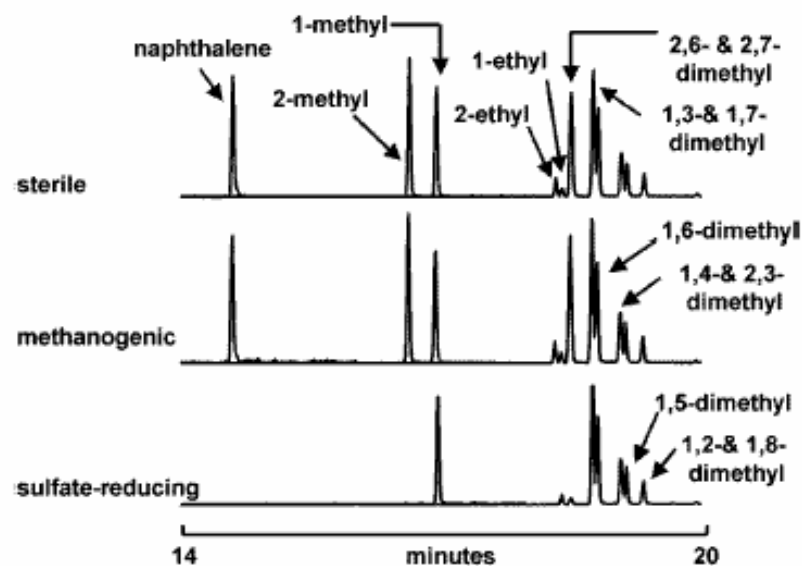 naphthalene
1-methyl
2-methyl
1-ethyl
2-ethyl
2,6- & 2,7-
dimethyl
1,3-& 1,7-
dimethyl
sterile
1,6-dimethyl
1,4-& 2,3-
dimethyl
methanogenic
1,5-dimethyl
1,2-& 1,8-
dimethyl
sulfate-reducing
14
minutes
20